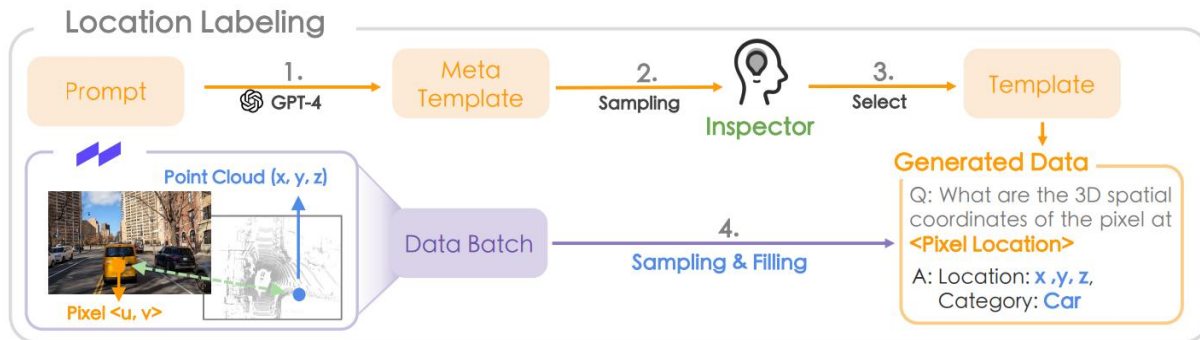 Location Labeling
Prompt
1.
GPT-4
Meta
Template
2.
Sampling
Inspector
3.
Select
Template
Point Cloud (x, y, z)
Pixel <u, v>
Data Batch
4.
Sampling & Filling
Generated Data
Q: What are the 3D spatial
coordinates of the pixel at
<Pixel Location>
A: Location: x ,y, z,
Category: Car